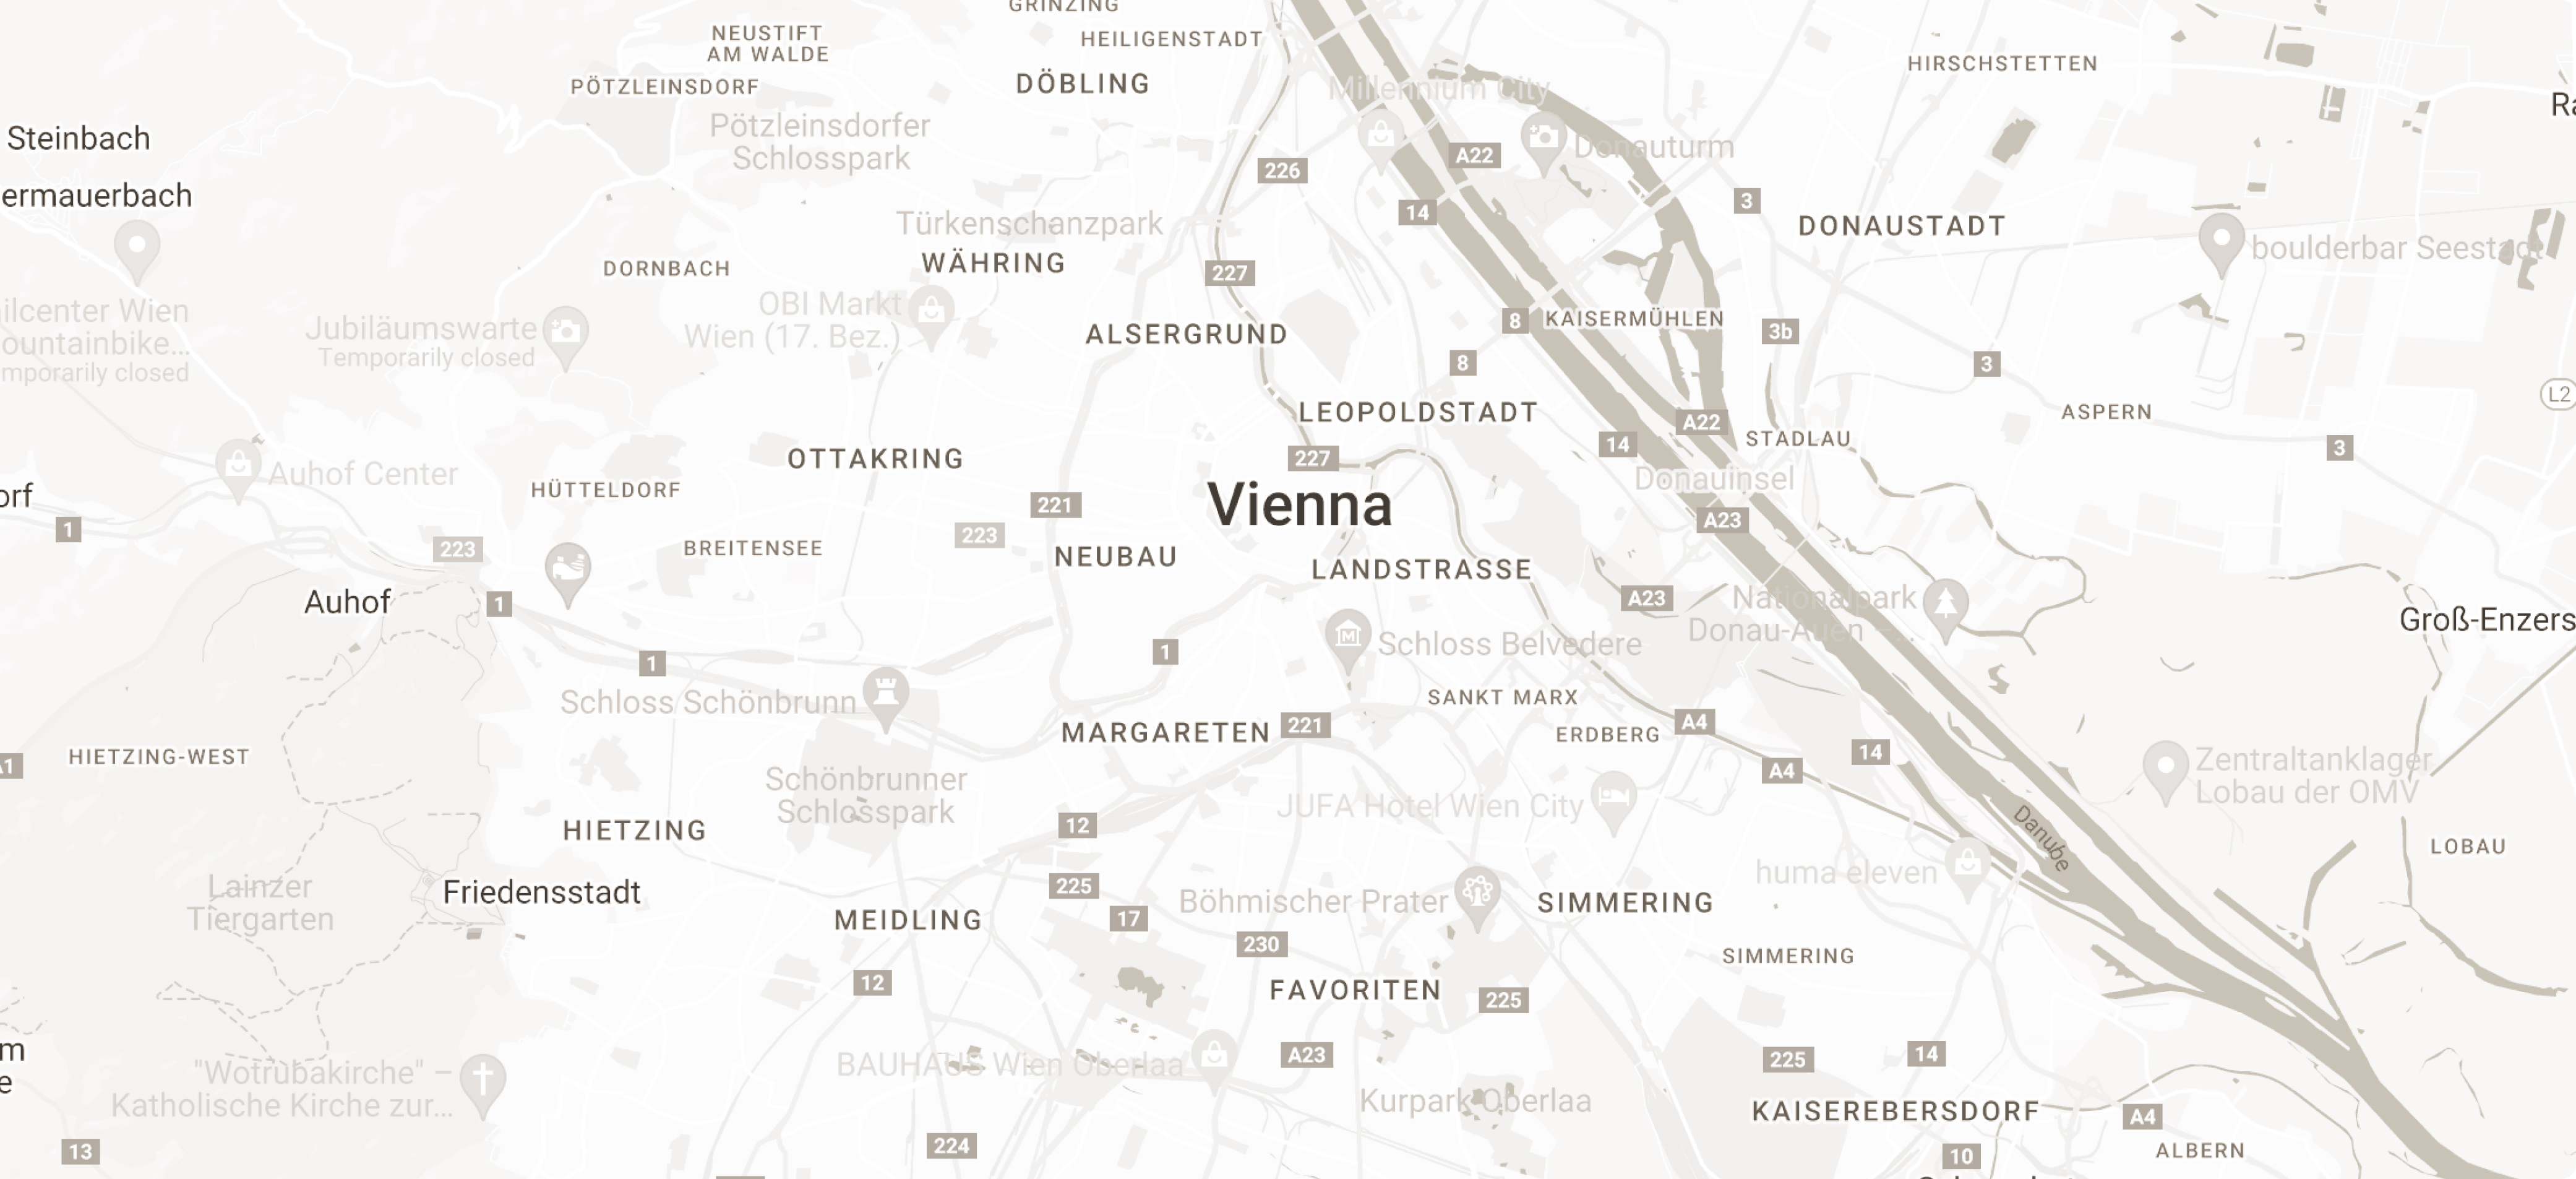 GRINZING
NEUSTIFT
AM WALDE
HEILIGENSTADT
HIRSCHSTETTEN
PÖTZLEINSDORF
DÖBLING
Millennium City
Pötzleinsdorfer
Schlosspark
Steinbach
A22
Donauturm
226
ermauerbach
3
14
Türkenschanzpark
DONAUSTADT
WÄHRING
DORNBACH
227
boulderbar Seestadt
OBI Markt
Wien (17. Bez.)
ilcenter Wien
ountainbike...
mporarily closed
Jubiläumswarte
Temporarily closed
ALSERGRUND
8
KAISERMÜHLEN
3b
8
3
L2
LEOPOLDSTADT
ASPERN
A22
14
STADLAU
3
OTTAKRING
227
Auhof Center
HÜTTELDORF
Donauinsel
orf
1
221
Vienna
A23
223
223
BREITENSEE
NEUBAU
LANDSTRASSE
Auhof
1
A23
Nationalpark
Donau-Auen –...
Groß-Enzers
1
1
Schloss Belvedere
Schloss Schönbrunn
SANKT MARX
MARGARETEN
221
ERDBERG
A4
14
HIETZING-WEST
A1
A4
Zentraltanklager
Lobau der OMV
Schönbrunner
Schlosspark
JUFA Hotel Wien City
HIETZING
12
Danube
LOBAU
huma eleven
Lainzer
Tiergarten
Friedensstadt
225
Böhmischer Prater
SIMMERING
MEIDLING
17
230
SIMMERING
12
FAVORITEN
225
m
e
BAUHAUS Wien Oberlaa
A23
225
14
"Wotrubakirche" –
Katholische Kirche zur...
Kurpark Oberlaa
KAISEREBERSDORF
A4
13
224
10
ALBERN